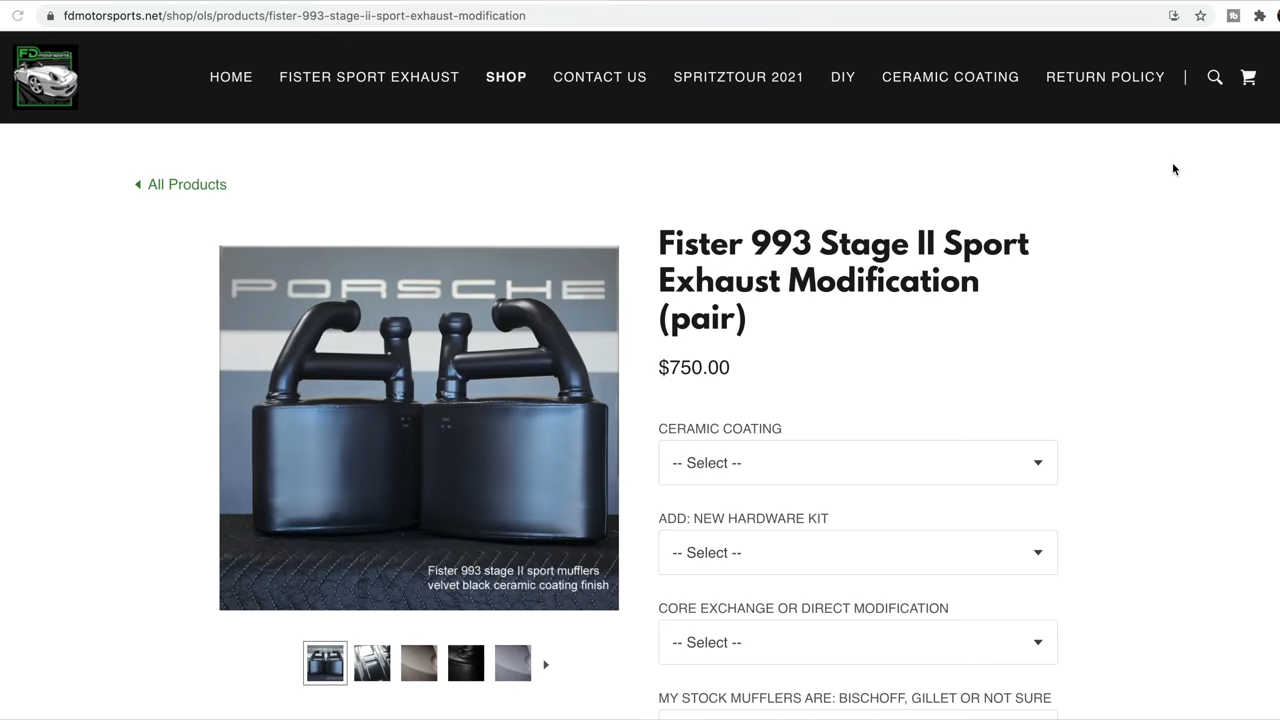 fdmotorsports.net/shop/ols/products/fister-993-stage-ii-sport-exhaust-modification
FD motorsports
HOME FISTER SPORT EXHAUST SHOP CONTACT US SPRITZTOUR 2021 DIY CERAMIC COATING RETURN POLICY
All Products
PORSCHE
Fister 993 stage II sport mufflers
velvet black ceramic coating finish
Fister 993 Stage II Sport
Exhaust Modification
(pair)
$750.00
CERAMIC COATING
-- Select --
ADD: NEW HARDWARE KIT
-- Select --
CORE EXCHANGE OR DIRECT MODIFICATION
-- Select --
MY STOCK MUFFLERS ARE: BISCHOFF, GILLET OR NOT SURE